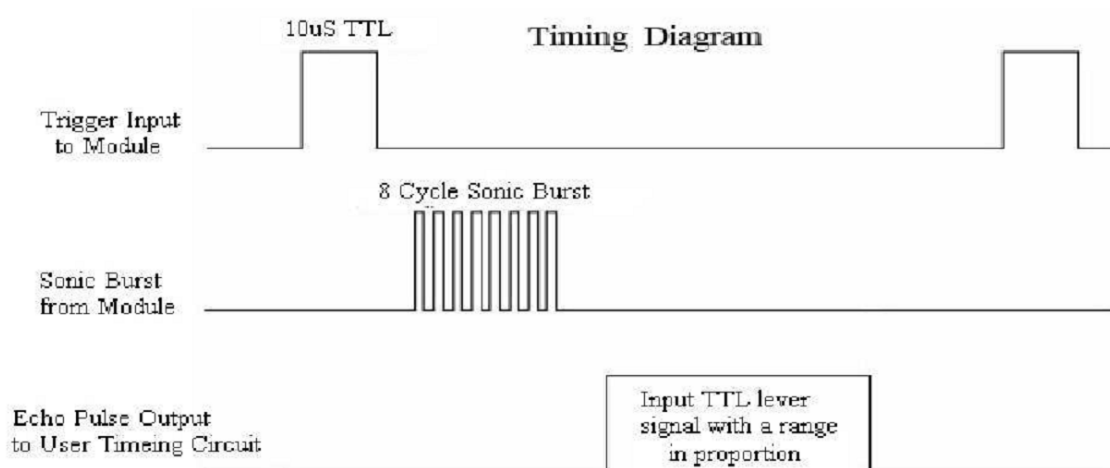 10uS TTL
Timing Diagram
Trigger Input
to Module
8 Cycle Sonic Burst
Sonic Burst
from Module
Echo Pulse Output
to User Timeing Circuit
Input TTL lever
signal with a range
in proportion